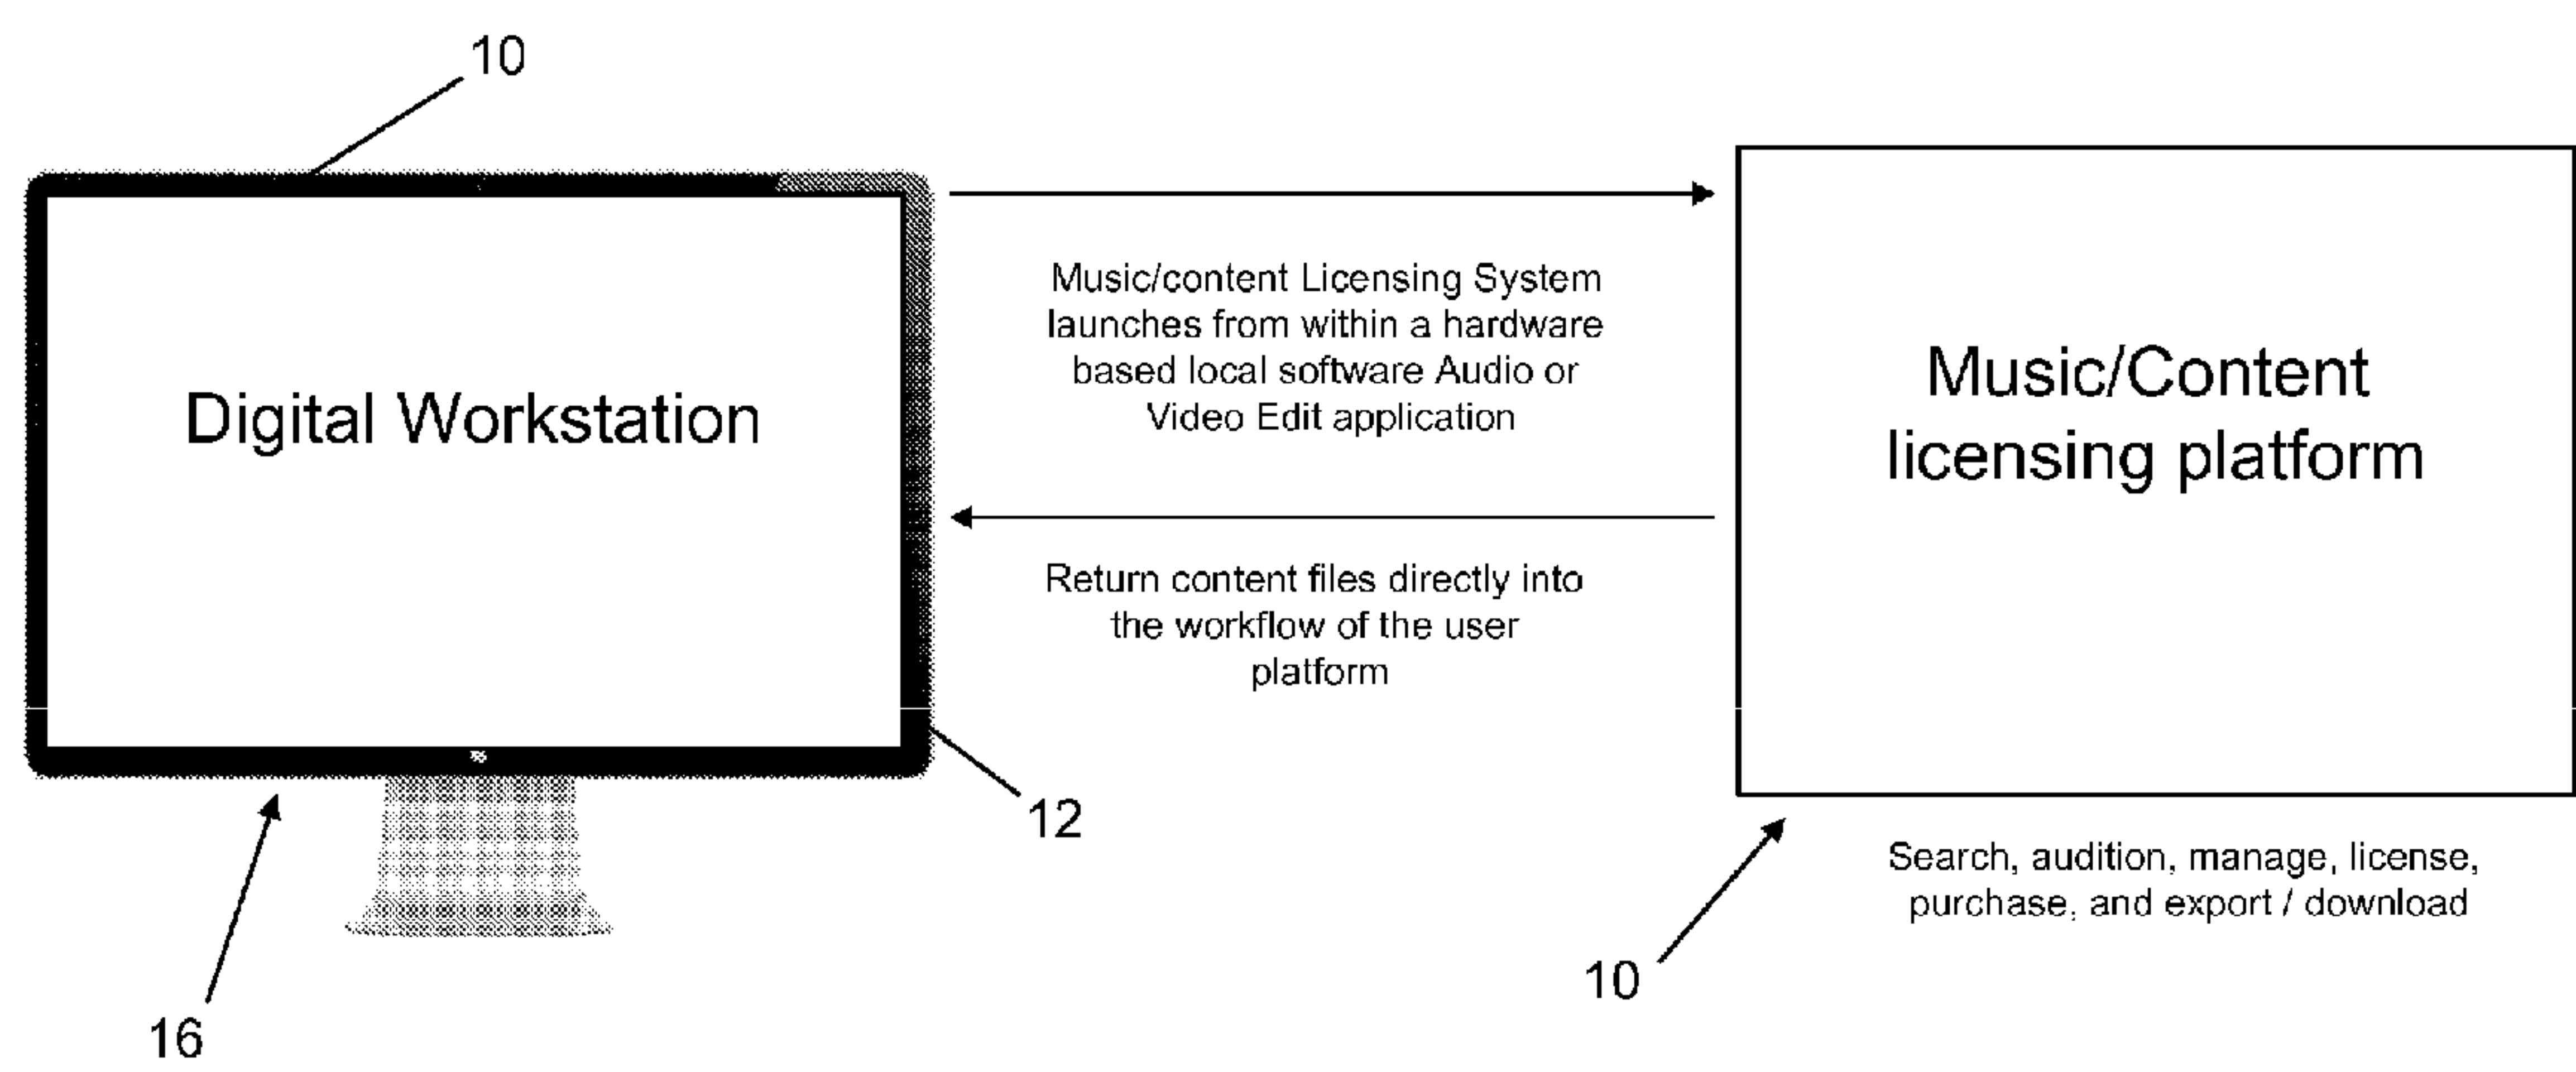 10
Digital Workstation
12
16
Music/content Licensing System
launches from within a hardware
based local software Audio or
Video Edit application
Return content files directly into
the workflow of the user
platform
Music/Content
licensing platform
10
Search, audition, manage, license,
purchase, and export / download